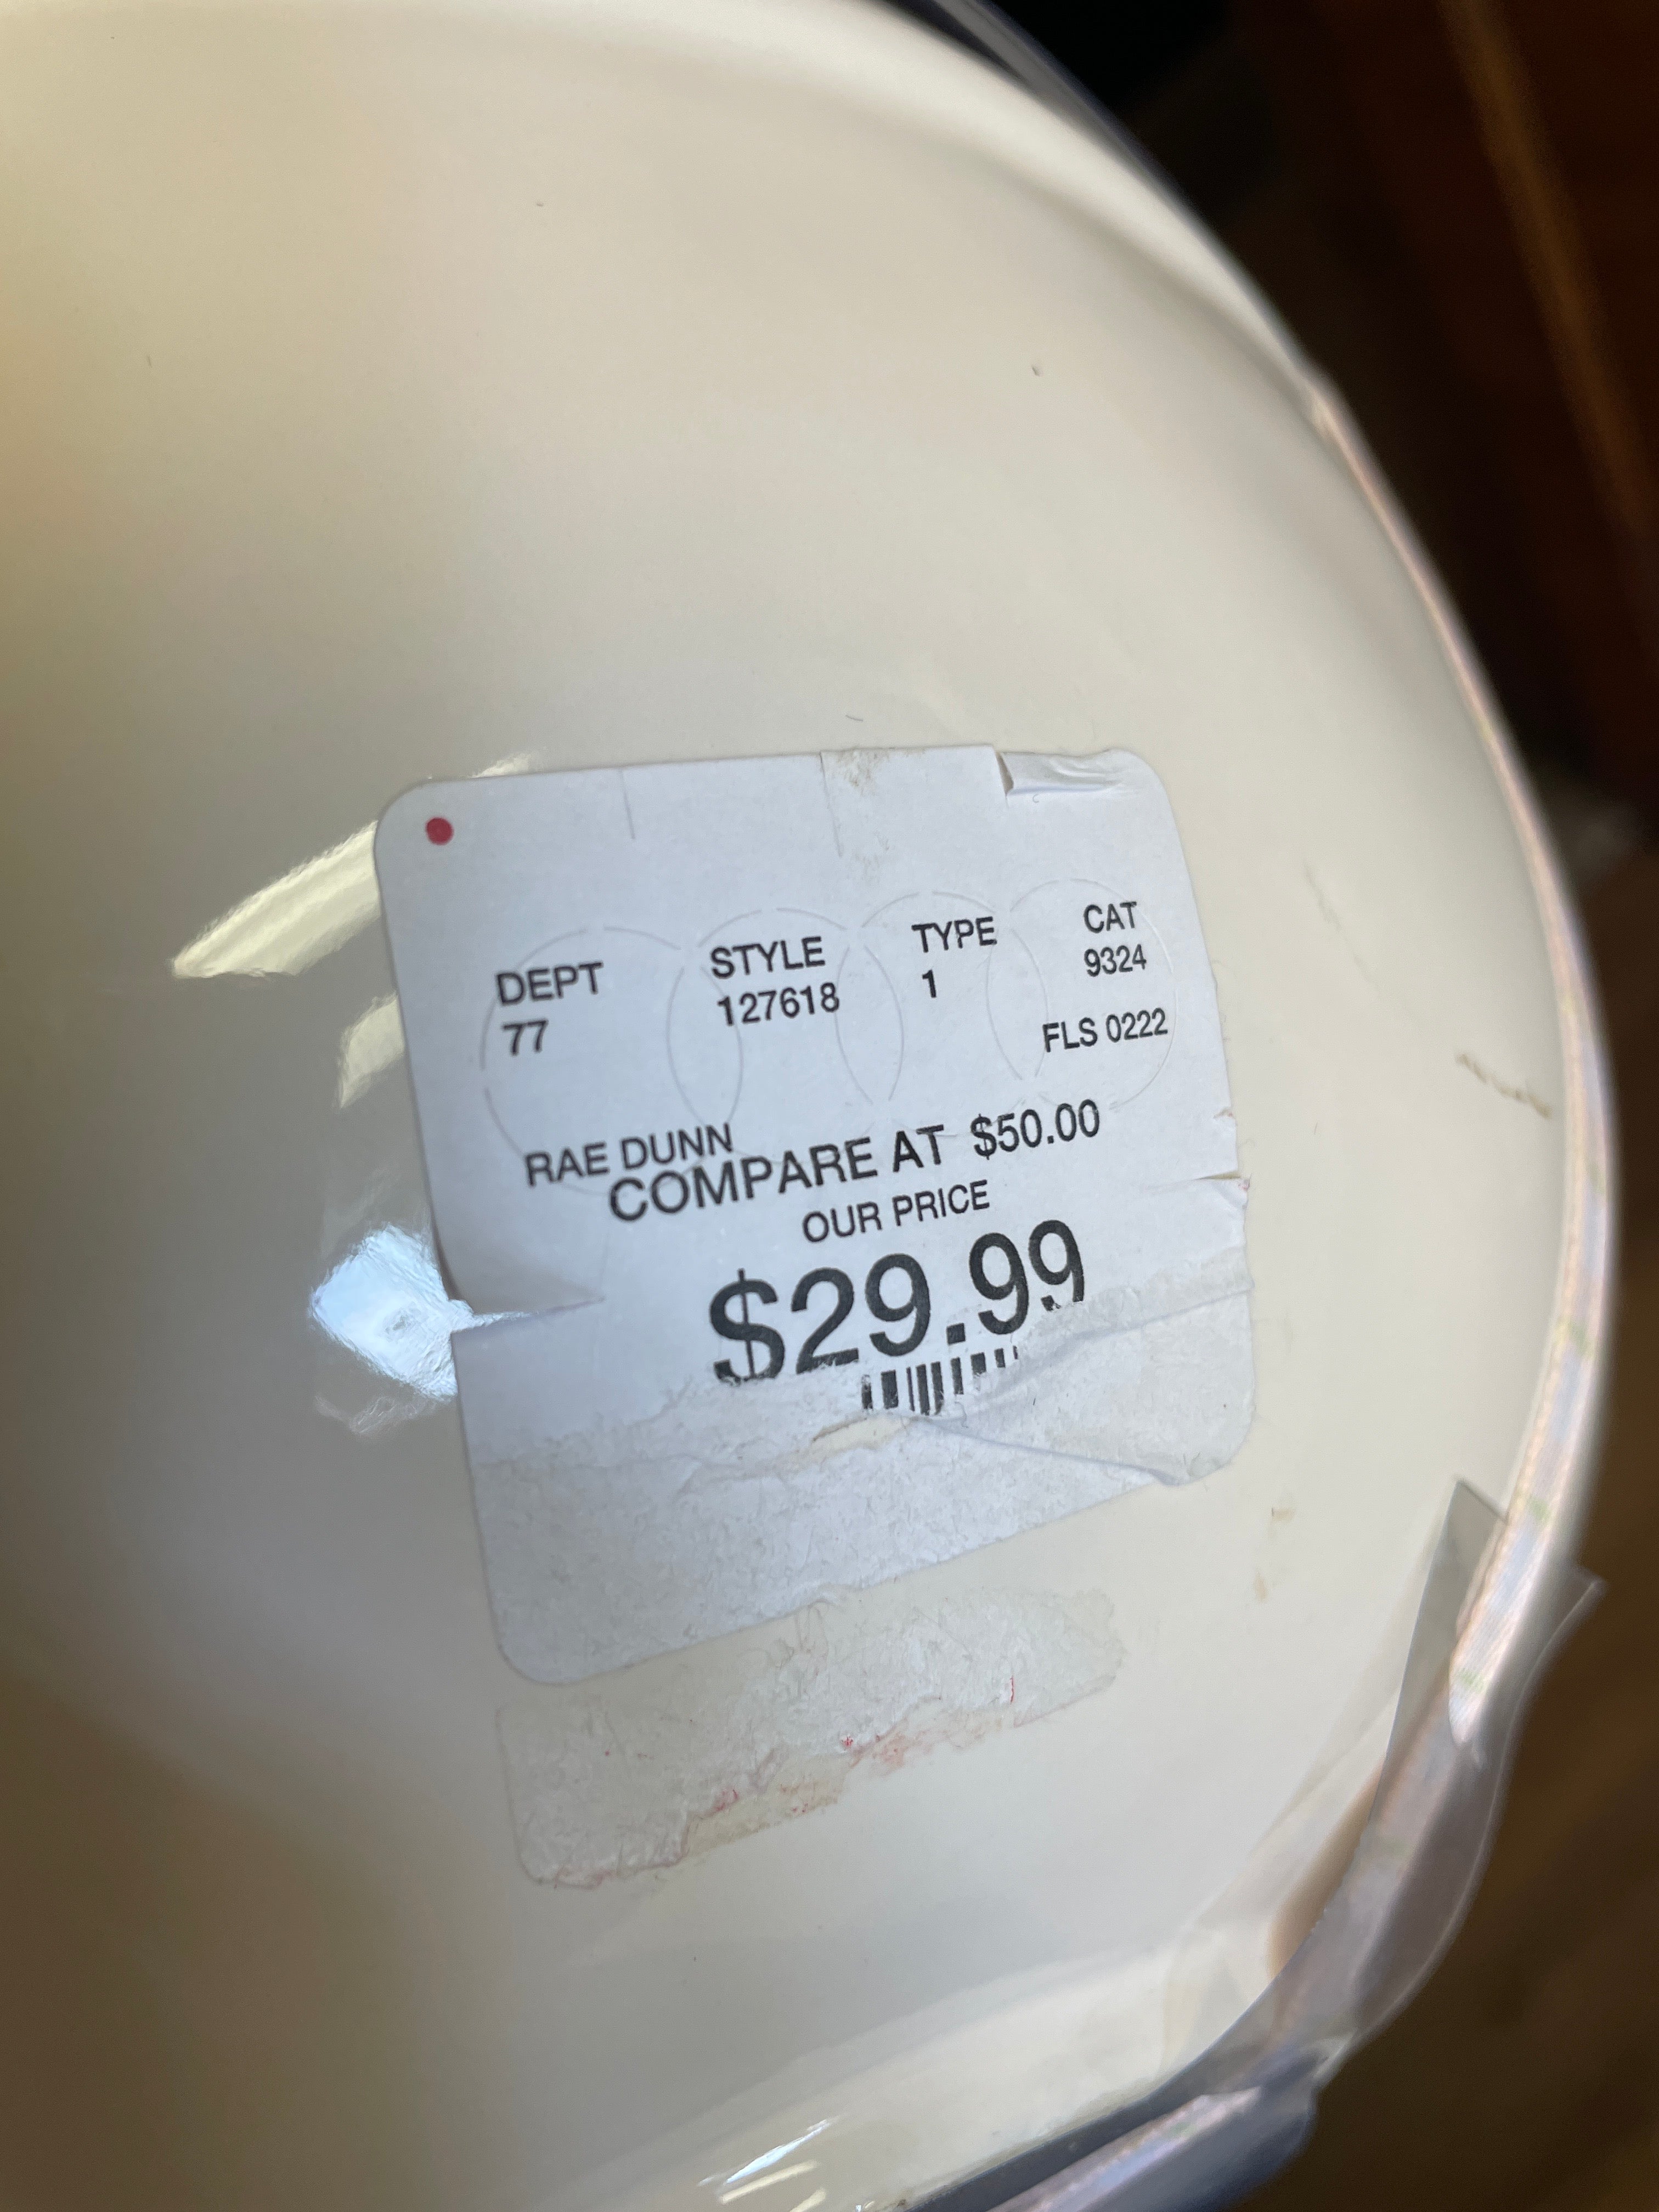 DEPT STYLE TYPE CAT
77 127618 1 9324
FLS 0222
RAE DUNN
COMPARE AT $50.00
OUR PRICE
$29.99